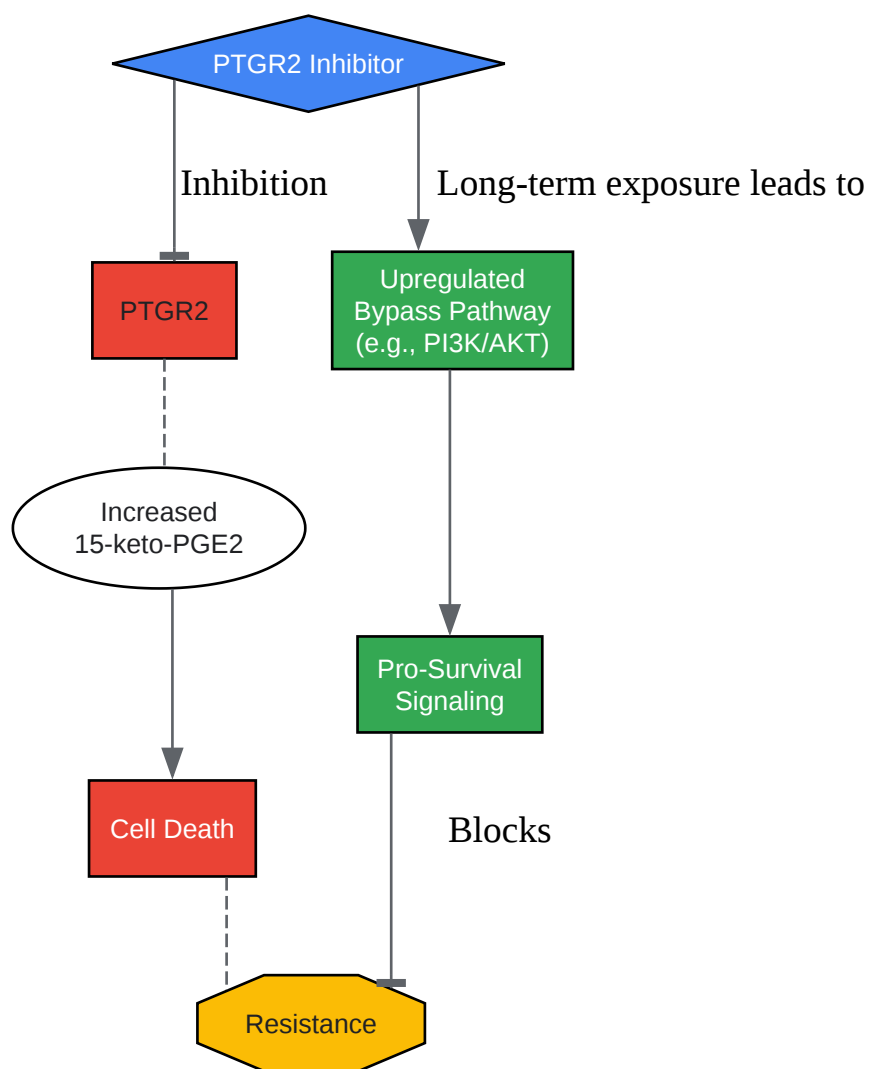 PTGR2 Inhibitor
Inhibition
Long-term exposure leads to
PTGR2
Upregulated
Bypass Pathway
(e.g., PI3K/AKT)
Increased
15-keto-PGE2
Pro-Survival
Signaling
Cell Death
Blocks
Resistance